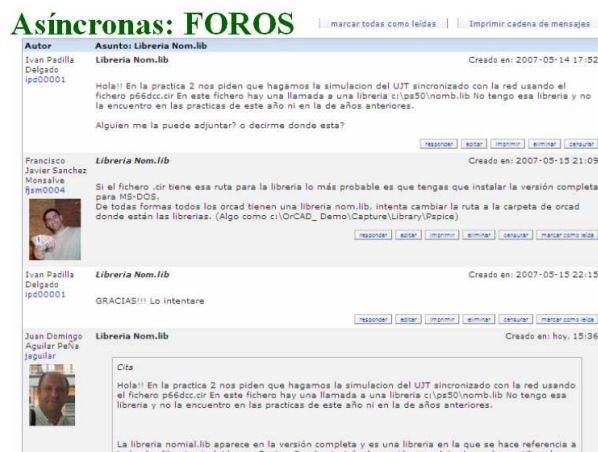 Asíncronas: FOROS
marcar todas como leídas | Imprimir cadena de mensajes
Autor Asunto: Libreria Nom.lib
Ivan Padilla Delgado
ipd00001
Libreria Nom.lib Creado en: 2007-05-14 17:52
Hola!! En la practica 2 nos piden que hagamos la simulacion del UJT sincronizado con la red usando el
fichero p66dcc.cir En este fichero hay una llamada a una libreria c:\ps50\nomb.lib No tengo esa libreria y no
la encuentro en las practicas de este año ni en la de años anteriores.
Alguien me la puede adjuntar? o decirme donde esta?
responder editar imprimir eliminar censurar
Francisco
Javier Sanchez
Monsalve
fjsm0004
Libreria Nom.lib Creado en: 2007-05-15 21:09
Si el fichero .cir tiene esa ruta para la libreria lo más probable es que tengas que instalar la versión completa
para MS-DOS.
De todas formas todos los orcad tienen una libreria nom.lib, intenta cambiar la ruta a la carpeta de orcad
donde están las librerias. (Algo como c:\OrCAD_ Demo\Capture\Library\Pspice)
responder editar imprimir eliminar censurar marcar como leída
Ivan Padilla
Delgado
ipd00001
Libreria Nom.lib Creado en: 2007-05-15 22:15
GRACIAS!!! Lo intentare
responder editar imprimir eliminar censurar marcar como leída
Juan Domingo
Aguilar Peña
jaguilar
Libreria Nom.lib Creado en: hoy, 15:36
Cita
Hola!! En la practica 2 nos piden que hagamos la simulacion del UJT sincronizado con la red usando
el fichero p66dcc.cir En este fichero hay una llamada a una libreria c:\ps50\nomb.lib No tengo esa
libreria y no la encuentro en las practicas de este año ni en la de años anteriores.
La libreria nomial.lib aparece en la versión completa y es una libreria en la que se hace referencia a